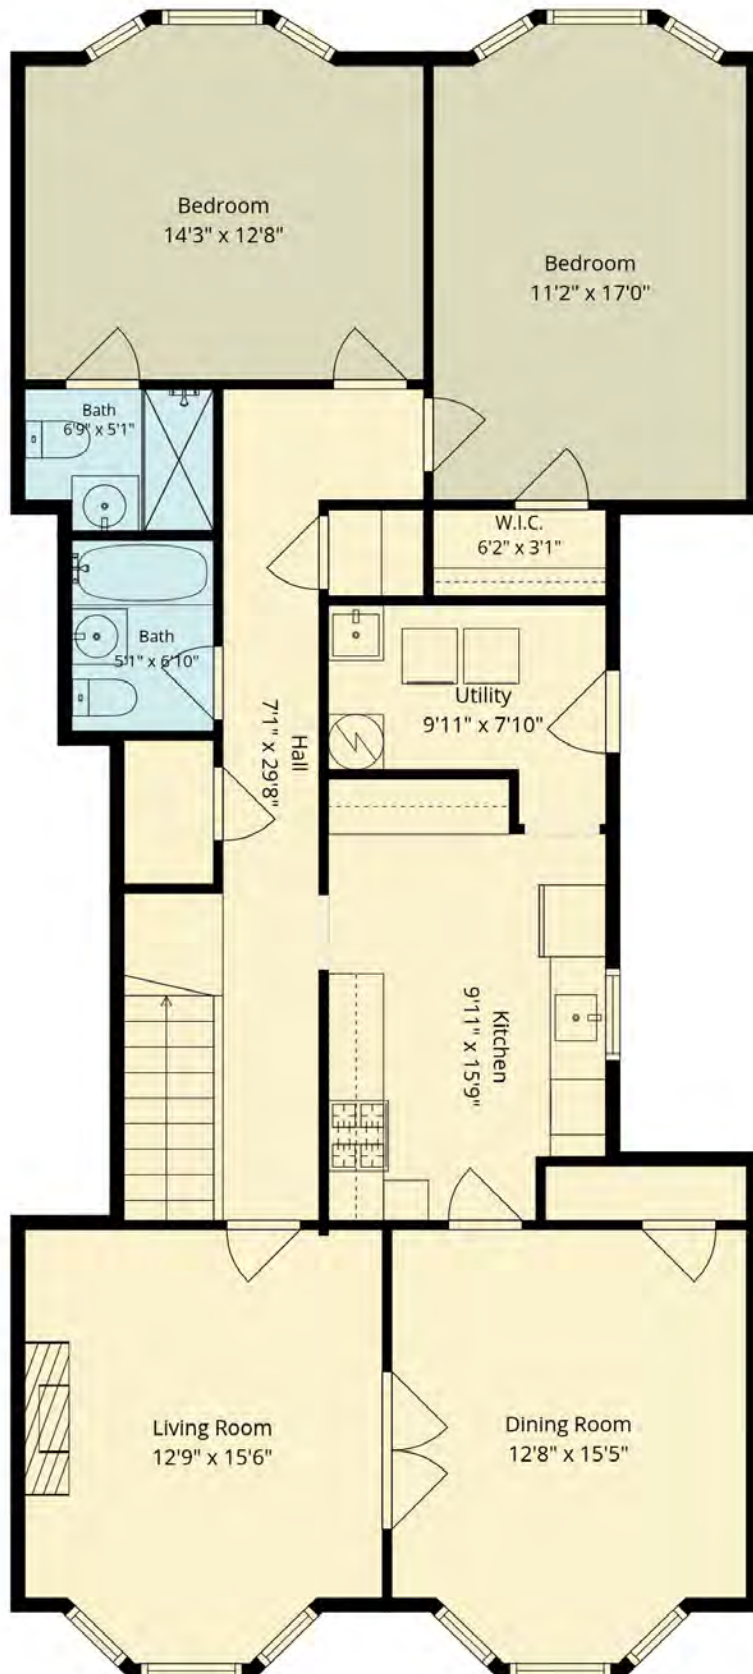 Bedroom
14'3" x 12'8"
Bedroom
11'2" x 17'0"
Bath
6'9" x 5'1"
W.I.C.
6'2" x 3'1"
Bath
5'1" x 6'10"
Utility
9'11" x 7'10"
Hall
7'1" x 29'8"
Kitchen
9'11" x 15'9"
Living Room
12'9" x 15'6"
Dining Room
12'8" x 15'5"